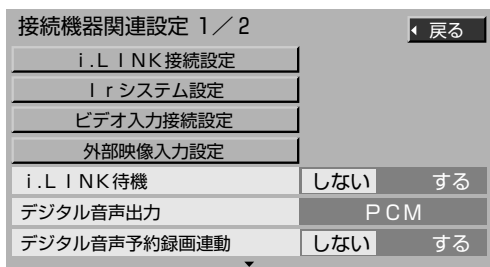 接続機器関連設定 1／2
戻る
i.LINK接続設定
Irシステム設定
ビデオ入力接続設定
外部映像入力設定
i.LINK待機 しない する
デジタル音声出力 PCM
デジタル音声予約録画連動 しない する